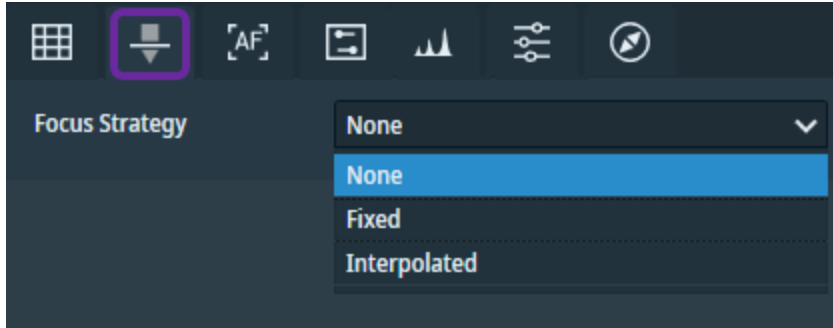 AF
Focus Strategy
None
None
Fixed
Interpolated